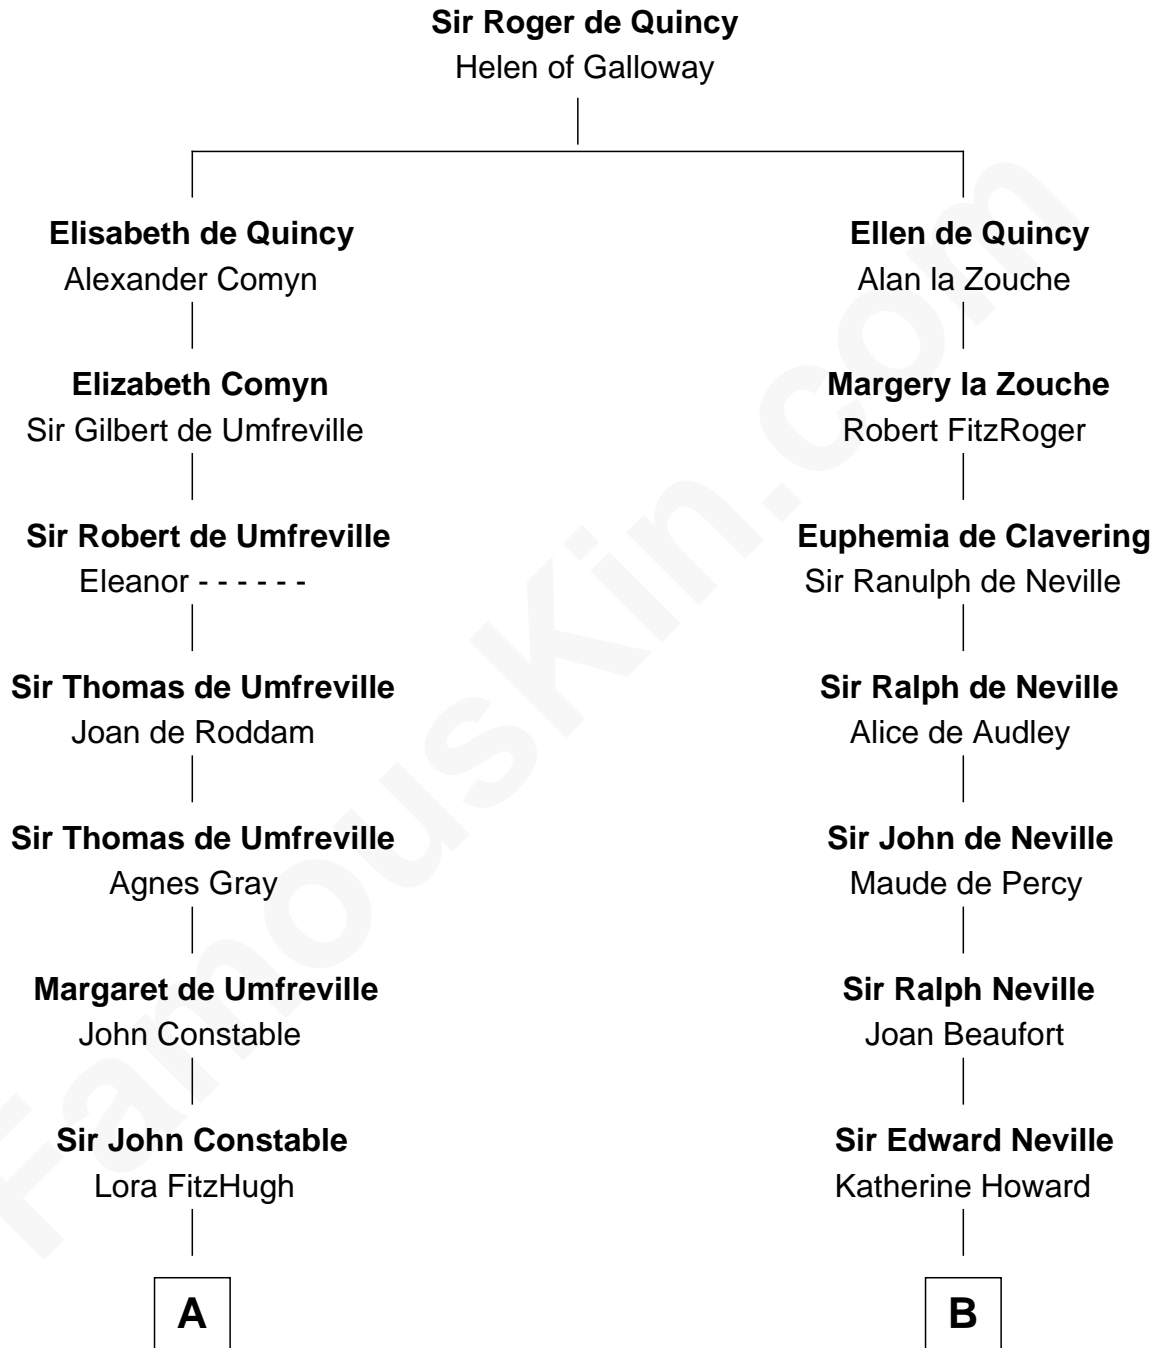 Sir Roger de Quincy
Helen of Galloway
Elisabeth de Quincy
Alexander Comyn
Ellen de Quincy
Alan la Zouche
Elizabeth Comyn
Sir Gilbert de Umfreville
Margery la Zouche
Robert FitzRoger
Sir Robert de Umfreville
Eleanor - - - - - -
Euphemia de Clavering
Sir Ranulph de Neville
Sir Thomas de Umfreville
Joan de Roddam
Sir Ralph de Neville
Alice de Audley
Sir Thomas de Umfreville
Agnes Gray
Sir John de Neville
Maude de Percy
Margaret de Umfreville
John Constable
Sir Ralph Neville
Joan Beaufort
Sir John Constable
Lora FitzHugh
Sir Edward Neville
Katherine Howard
A
B
FamousKin.com